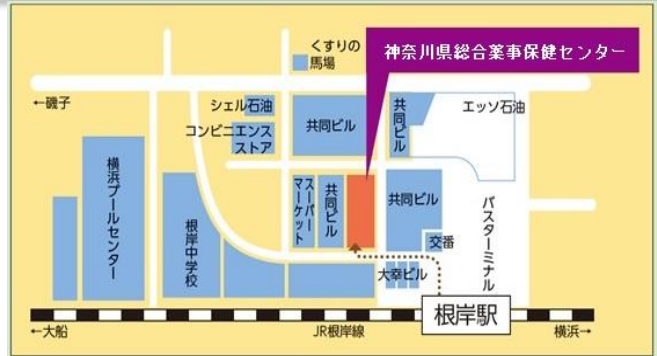 くすりの
馬場
神奈川県総合薬事保健センター
←磯子
シェル石油
コンビニエンス
ストア
共同ビル
共同ビル
エッソ石油
横浜プールセンター
根岸中学校
スーパー
マーケット
共同ビル
共同ビル
交番
バスターミナル
大幸ビル
根岸駅
←大船
JR根岸線
横浜→